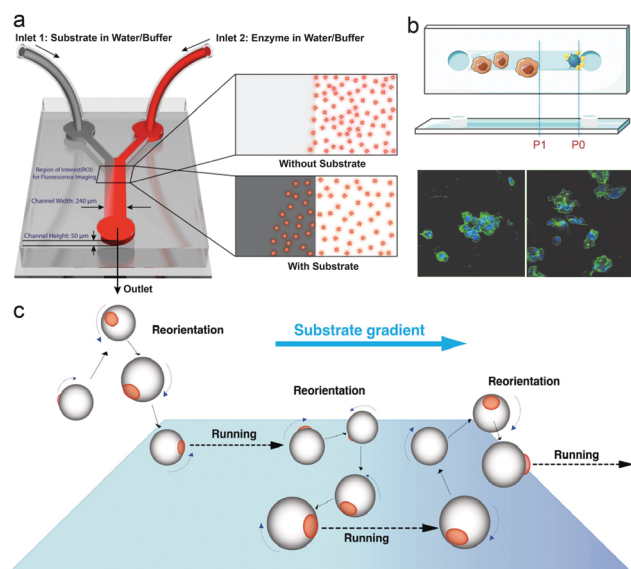 a
Inlet 1: Substrate in Water/Buffer
Inlet 2: Enzyme in Water/Buffer
Region of Interest(ROI)
for Fluorescence Imaging
Channel Width: 240 μm
Channel Height: 50 μm
Outlet
Without Substrate
With Substrate
b
P1
P0
c
Reorientation
Substrate gradient
Reorientation
Reorientation
Running
Running
Running